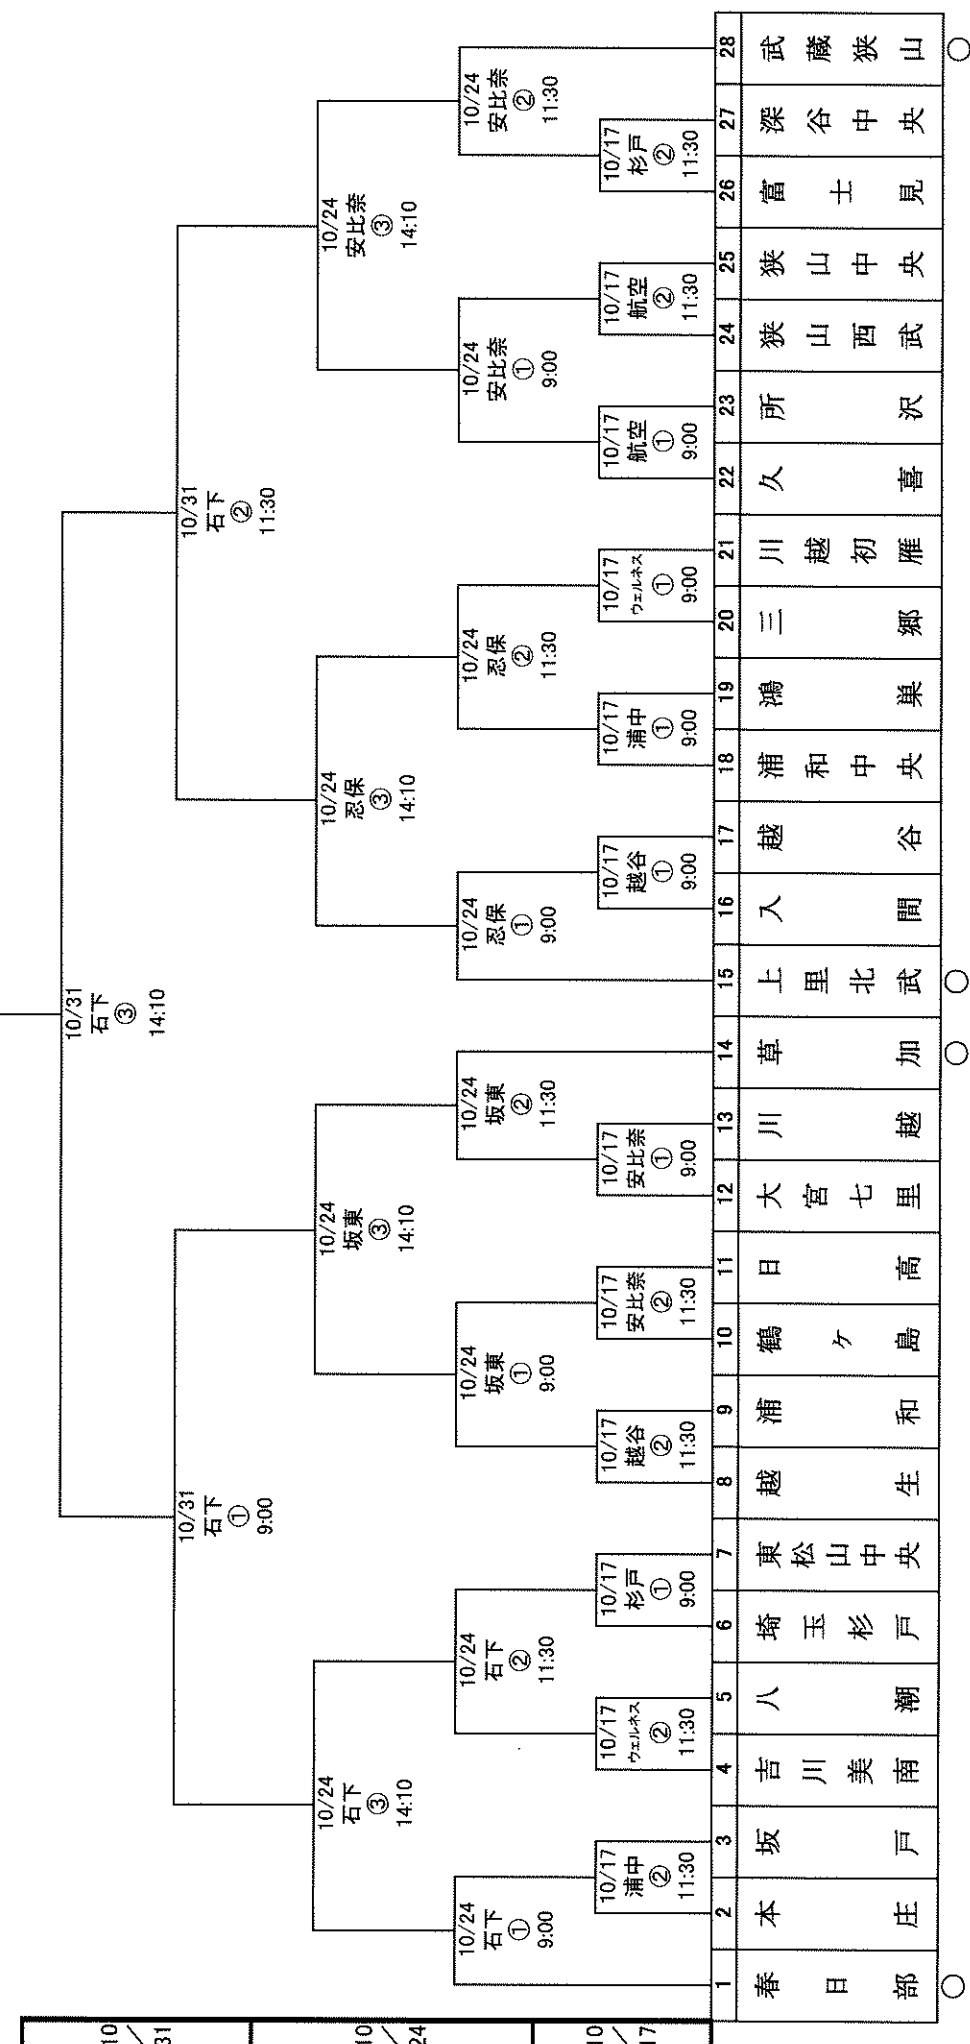 10/31
石下
③
14:10
10/31
石下
①
9:00
10/31
石下
②
11:30
10/24
石下
③
14:10
10/24
坂東
③
14:10
10/24
忍保
③
14:10
10/24
安比奈
③
14:10
10/24
石下
①
9:00
10/24
石下
②
11:30
10/24
坂東
①
9:00
10/24
坂東
②
11:30
10/24
忍保
①
9:00
10/24
忍保
②
11:30
10/24
安比奈
①
9:00
10/24
安比奈
②
11:30
10/17
浦中
②
11:30
10/17
ウェルネス
②
11:30
10/17
杉戸
①
9:00
10/17
越谷
②
11:30
10/17
安比奈
②
11:30
10/17
安比奈
①
9:00
10/17
越谷
①
9:00
10/17
浦中
①
9:00
10/17
ウェルネス
①
9:00
10/17
航空
①
9:00
10/17
航空
②
11:30
10/17
杉戸
②
11:30
1 春日部 ○
2 本庄
3 坂戸
4 吉川美南
5 八潮
6 埼玉杉戸
7 東松山中央
8 越生
9 浦和
10 鶴ヶ島
11 日高
12 大宮七里
13 川越
14 草加 ○
15 上里北武 ○
16 入間
17 越谷
18 浦和中央
19 鴻巣
20 三郷
21 川越初雁
22 久喜
23 所沢
24 狭山西武
25 狭山中央
26 富士見
27 深谷中央
28 武蔵狭山 ○
10/31
10/24
10/17